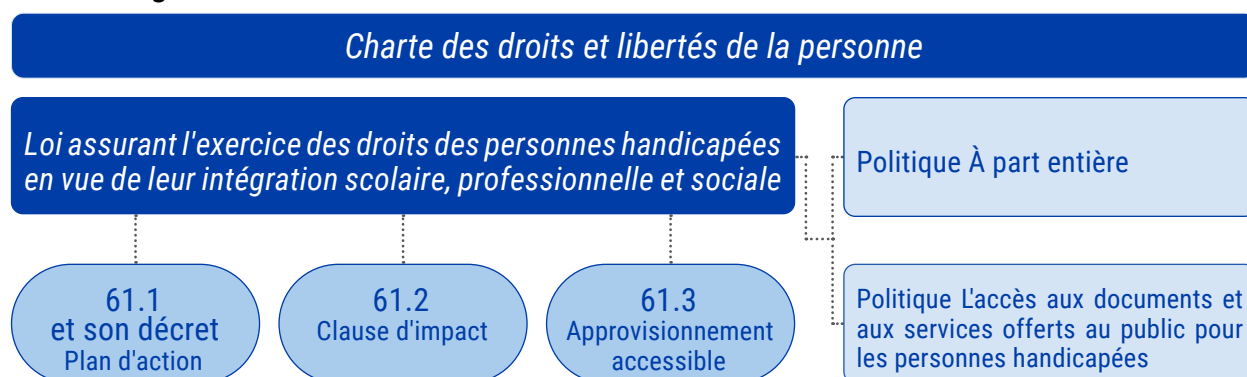 Charte des droits et libertés de la personne
Loi assurant l'exercice des droits des personnes handicapées
en vue de leur intégration scolaire, professionnelle et sociale
Politique À part entière
61.1
et son décret
Plan d'action
61.2
Clause d'impact
61.3
Approvisionnement
accessible
Politique L'accès aux documents et
aux services offerts au public pour
les personnes handicapées